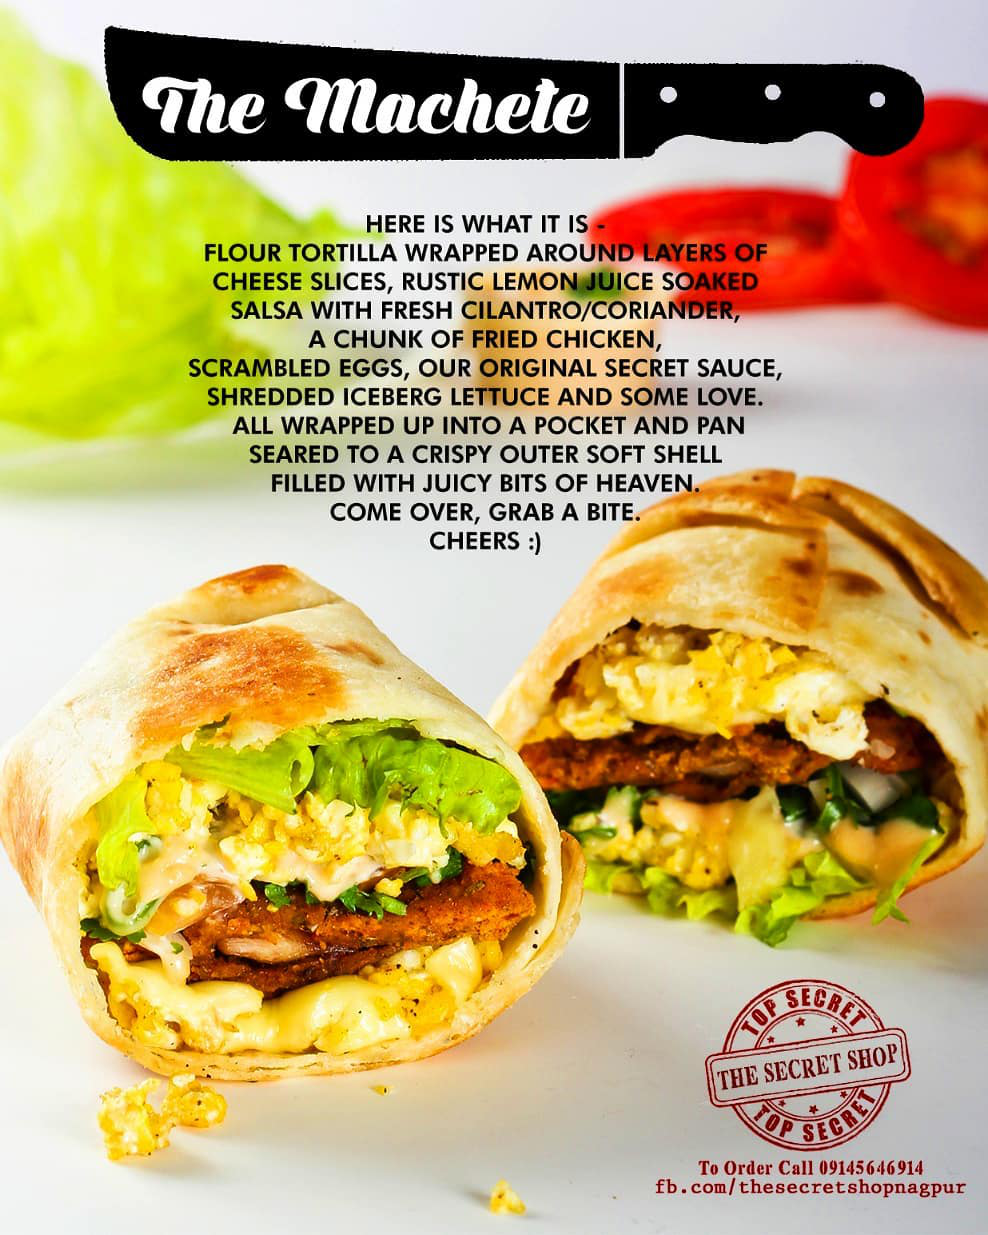 The Machete
HERE IS WHAT IT IS -
FLOUR TORTILLA WRAPPED AROUND LAYERS OF
CHEESE SLICES, RUSTIC LEMON JUICE SOAKED
SALSA WITH FRESH CILANTRO/CORIANDER,
A CHUNK OF FRIED CHICKEN,
SCRAMBLED EGGS, OUR ORIGINAL SECRET SAUCE,
SHREDDED ICEBERG LETTUCE AND SOME LOVE.
ALL WRAPPED UP INTO A POCKET AND PAN
SEARED TO A CRISPY OUTER SOFT SHELL
FILLED WITH JUICY BITS OF HEAVEN.
COME OVER, GRAB A BITE.
CHEERS :)
TOP SECRET
THE SECRET SHOP
TOP SECRET
To Order Call 09145646914
fb.com/thesecretshopnagpur